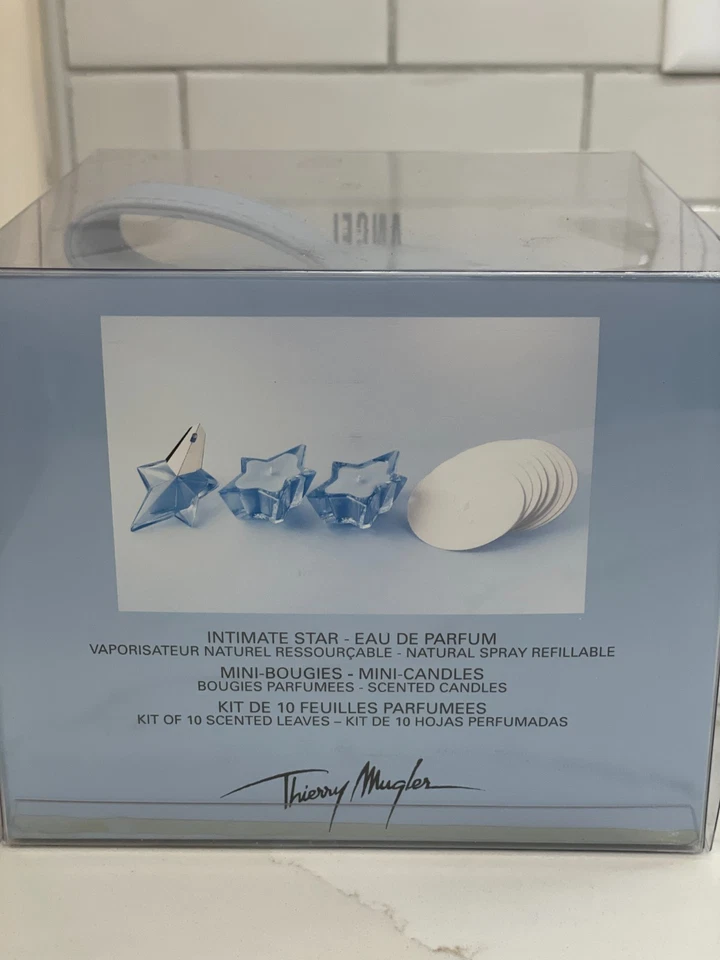 ANGEL
INTIMATE STAR - EAU DE PARFUM
VAPORISATEUR NATUREL RESSOURÇABLE - NATURAL SPRAY REFILLABLE
MINI-BOUGIES - MINI-CANDLES
BOUGIES PARFUMEES - SCENTED CANDLES
KIT DE 10 FEUILLES PARFUMEES
KIT OF 10 SCENTED LEAVES – KIT DE 10 HOJAS PERFUMADAS
Thierry Mugler